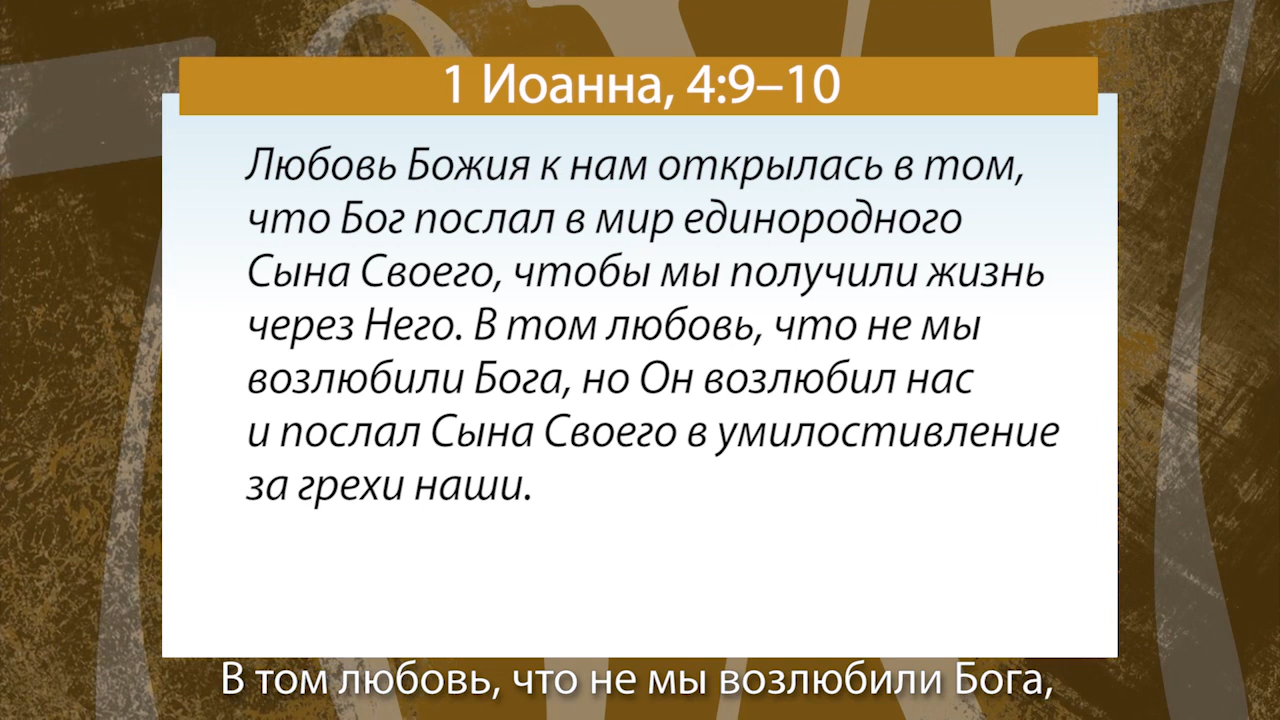 1 Иоанна, 4:9–10
Любовь Божия к нам открылась в том,
что Бог послал в мир единородного
Сына Своего, чтобы мы получили жизнь
через Него. В том любовь, что не мы
возлюбили Бога, но Он возлюбил нас
и послал Сына Своего в умилостивление
за грехи наши.
В том любовь, что не мы возлюбили Бога,